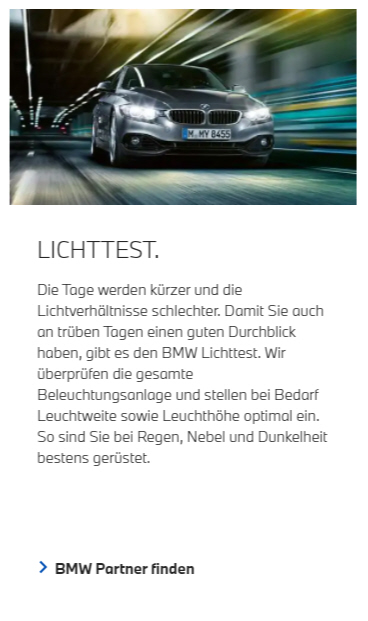 M MY 8455
LICHTTEST.
Die Tage werden kürzer und die
Lichtverhältnisse schlechter. Damit Sie auch
an trüben Tagen einen guten Durchblick
haben, gibt es den BMW Lichttest. Wir
überprüfen die gesamte
Beleuchtungsanlage und stellen bei Bedarf
Leuchtweite sowie Leuchthöhe optimal ein.
So sind Sie bei Regen, Nebel und Dunkelheit
bestens gerüstet.
BMW Partner finden